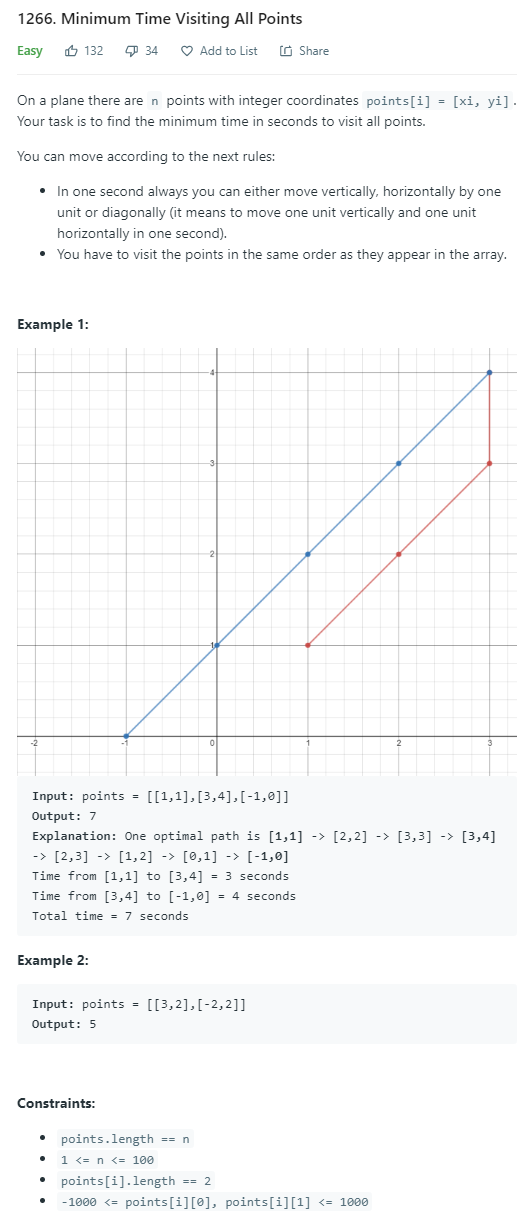 1266. Minimum Time Visiting All Points
Easy 132 34 Add to List Share
On a plane there are n points with integer coordinates points[i] = [xi, yi].
Your task is to find the minimum time in seconds to visit all points.
You can move according to the next rules:
• In one second always you can either move vertically, horizontally by one
unit or diagonally (it means to move one unit vertically and one unit
horizontally in one second).
• You have to visit the points in the same order as they appear in the array.
Example 1:
4
3
2
1
-2 -1 0 1 2 3
Input: points = [[1,1],[3,4],[-1,0]]
Output: 7
Explanation: One optimal path is [1,1] -> [2,2] -> [3,3] -> [3,4]
-> [2,3] -> [1,2] -> [0,1] -> [-1,0]
Time from [1,1] to [3,4] = 3 seconds
Time from [3,4] to [-1,0] = 4 seconds
Total time = 7 seconds
Example 2:
Input: points = [[3,2],[-2,2]]
Output: 5
Constraints:
• points.length == n
• 1 <= n <= 100
• points[i].length == 2
• -1000 <= points[i][0], points[i][1] <= 1000